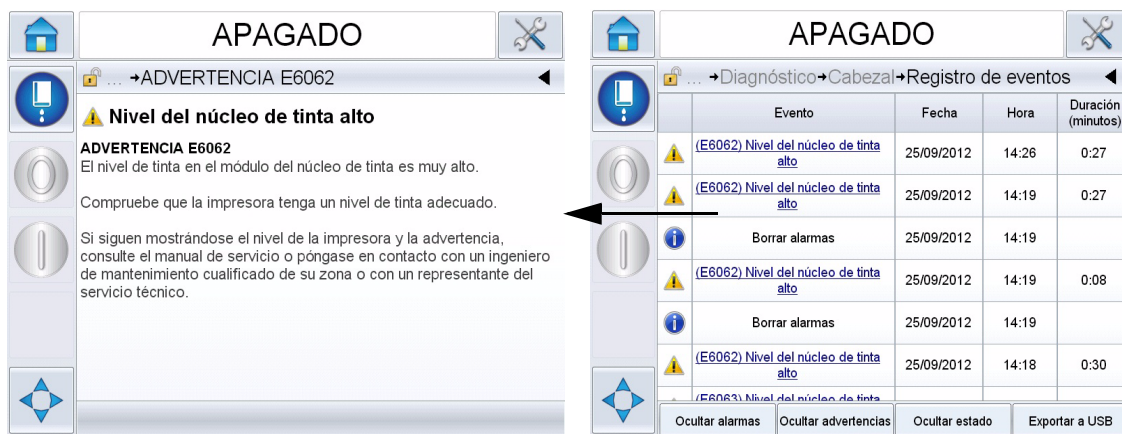 APAGADO
... →ADVERTENCIA E6062
Nivel del núcleo de tinta alto
ADVERTENCIA E6062
El nivel de tinta en el módulo del núcleo de tinta es muy alto.
Compruebe que la impresora tenga un nivel de tinta adecuado.
Si siguen mostrándose el nivel de la impresora y la advertencia,
consulte el manual de servicio o póngase en contacto con un ingeniero
de mantenimiento cualificado de su zona o con un representante del
servicio técnico.
APAGADO
... →Diagnóstico→Cabezal→Registro de eventos
Evento Fecha Hora Duración
(minutos)
(E6062) Nivel del núcleo de tinta
alto 25/09/2012 14:26 0:27
(E6062) Nivel del núcleo de tinta
alto 25/09/2012 14:19 0:27
Borrar alarmas 25/09/2012 14:19
(E6062) Nivel del núcleo de tinta
alto 25/09/2012 14:19 0:08
Borrar alarmas 25/09/2012 14:19
(E6062) Nivel del núcleo de tinta
alto 25/09/2012 14:18 0:30
(E6063) Nivel del núcleo de tinta
Ocultar alarmas Ocultar advertencias Ocultar estado Exportar a USB